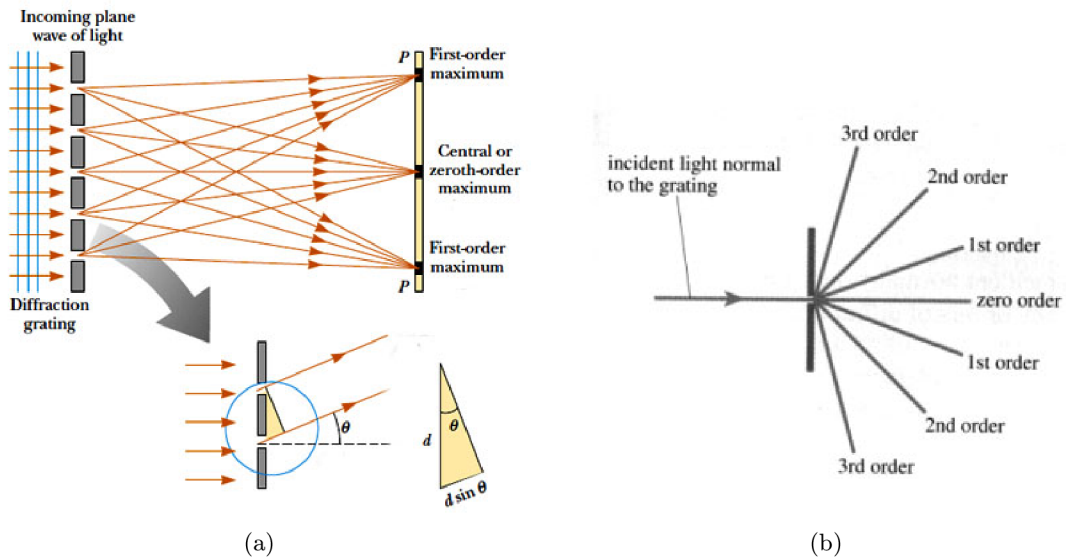 Incoming plane
wave of light
P
First-order
maximum
Central or
zeroth-order
maximum
First-order
maximum
P
Diffraction
grating
θ
d
θ
d sin θ
(a)
incident light normal
to the grating
3rd order
2nd order
1st order
zero order
1st order
2nd order
3rd order
(b)